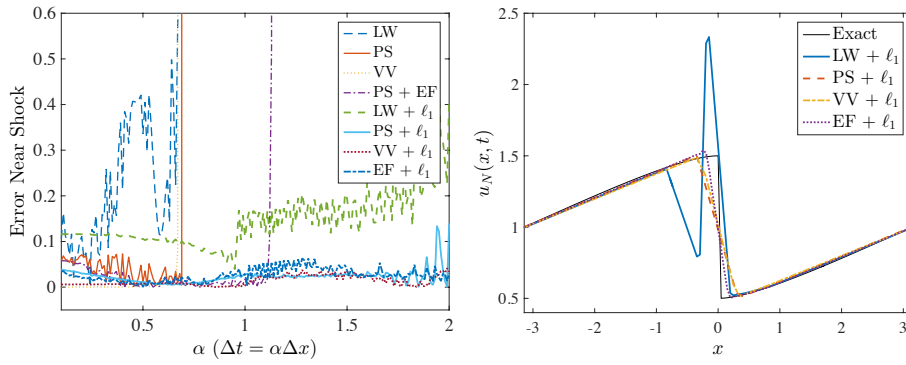 0.6
0.5
0.4
0.3
0.2
0.1
0
Error Near Shock
LW
PS
VV
PS + EF
LW + ℓ₁
PS + ℓ₁
VV + ℓ₁
EF + ℓ₁
0.5 1 1.5 2
α (Δt = αΔx)
2.5
2.0
1.5
1
0.5
u_N(x, t)
Exact
LW + ℓ₁
PS + ℓ₁
VV + ℓ₁
EF + ℓ₁
-3 -2 -1 0 1 2 3
x